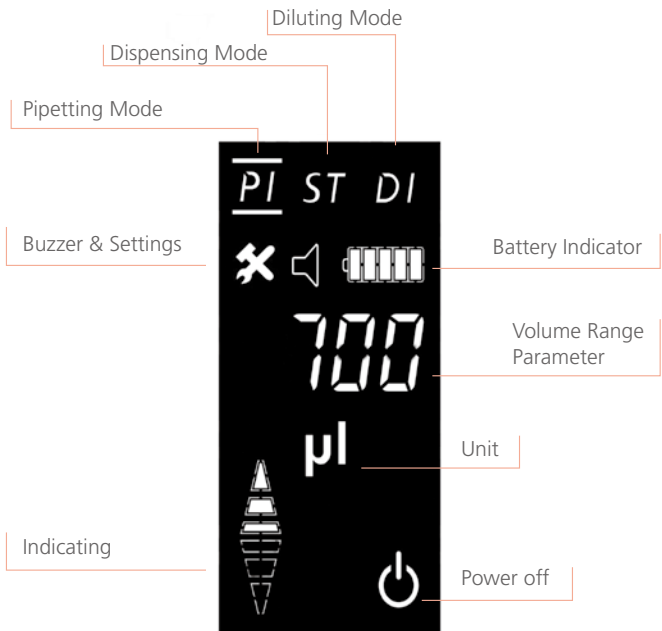 Diluting Mode
Dispensing Mode
Pipetting Mode
PI ST DI
Buzzer & Settings
Battery Indicator
700
Volume Range
Parameter
µl
Unit
Indicating
Power off